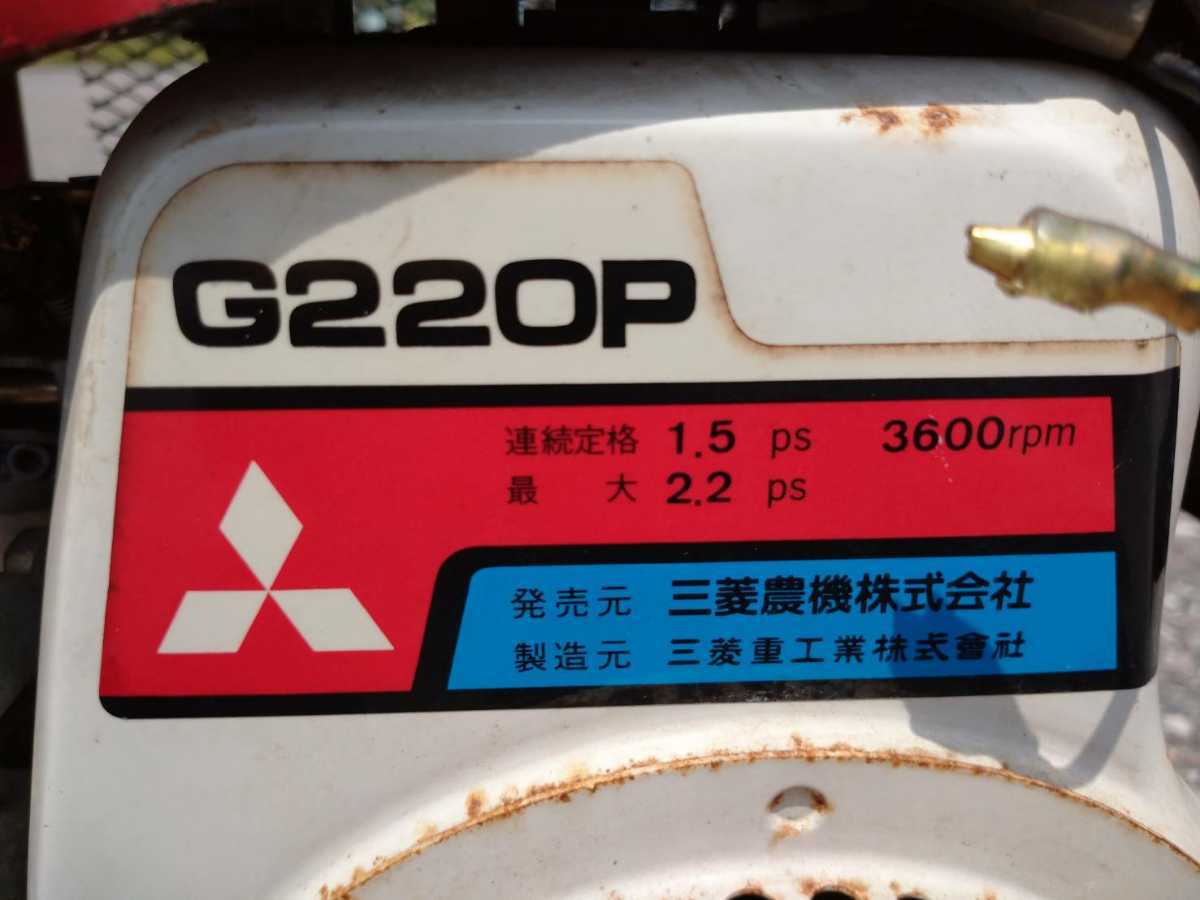 G220P
連続定格 1.5 ps 3600rpm
最大 2.2 ps
発売元 三菱農機株式会社
製造元 三菱重工業株式會社